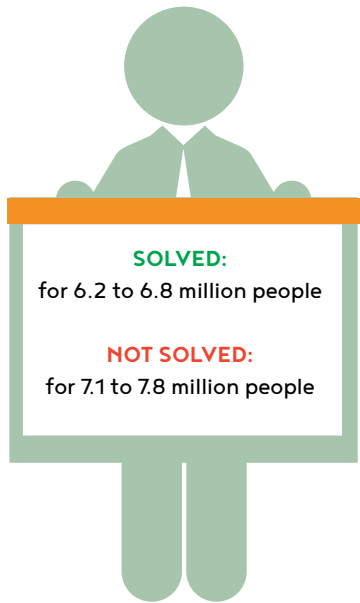 SOLVED:
for 6.2 to 6.8 million people
NOT SOLVED:
for 7.1 to 7.8 million people